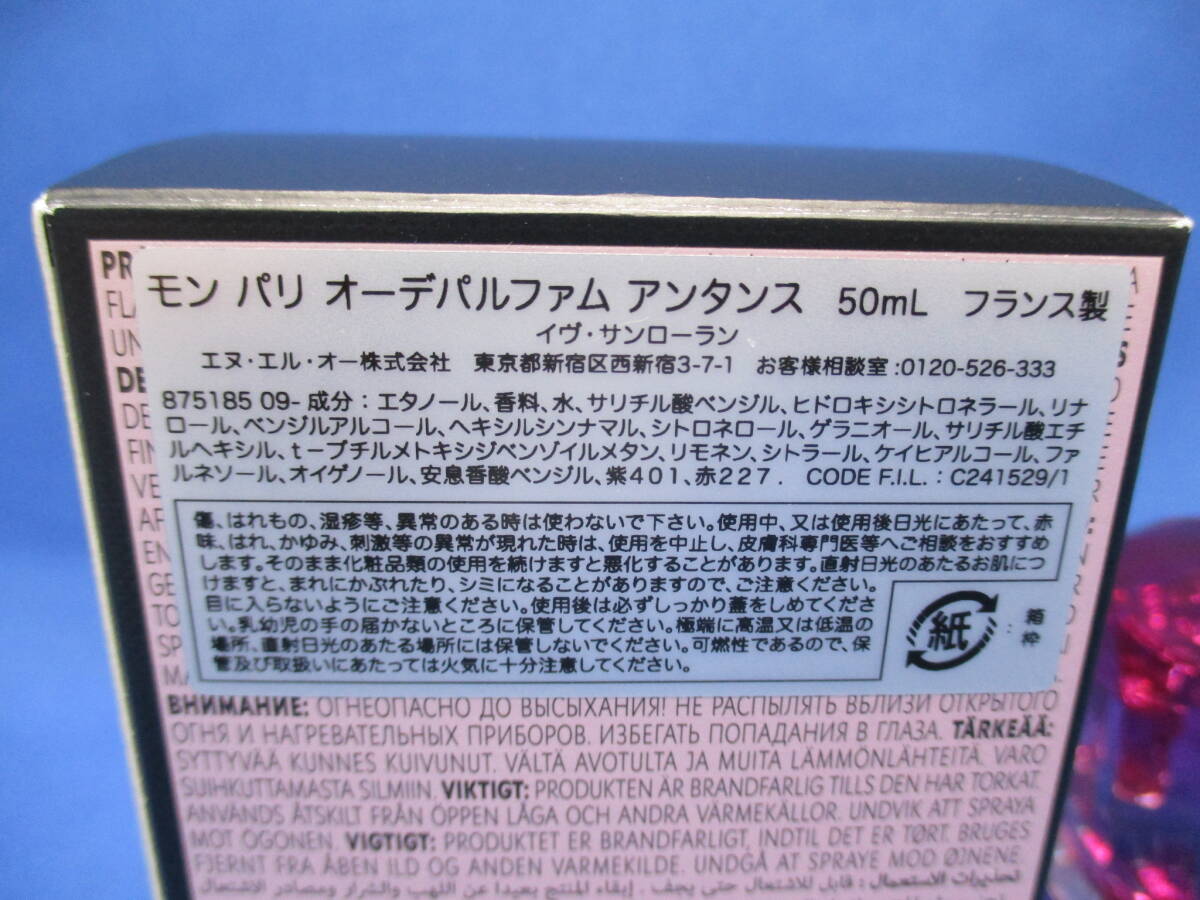 モン パリ オーデパルファム アンタンス 50mL フランス製
イヴ・サンローラン
エヌ・エル・オー株式会社 東京都新宿区西新宿3-7-1 お客様相談室:0120-526-333
875185 09- 成分：エタノール、香料、水、サリチル酸ベンジル、ヒドロキシシトロネラール、リナ
ロール、ベンジルアルコール、ヘキシルシンナマル、シトロネロール、ゲラニオール、サリチル酸エチ
ルヘキシル、t-ブチルメトキシジベンゾイルメタン、リモネン、シトラール、ケイヒアルコール、ファ
ルネソール、オイゲノール、安息香酸ベンジル、紫401、赤227. CODE F.I.L. : C241529/1
傷、はれもの、湿疹等、異常のある時は使わないで下さい。使用中、又は使用後日光にあたって、赤
味、はれ、かゆみ、刺激等の異常が現れた時は、使用を中止し、皮膚科専門医等へご相談をおすすめ
します。そのまま化粧品類の使用を続けますと悪化することがあります。直射日光のあたるお肌につ
けますと、まれにかぶれたり、シミになることがありますので、ご注意ください。
目に入らないようにご注意ください。使用後は必ずしっかり蓋をしめてくださ
い。乳幼児の手の届かないところに保管してください。極端に高温又は低温の
場所、直射日光のあたる場所には保管しないでください。可燃性であるので、保
管及び取扱いにあたっては火気に十分注意してください。
紙
：箱
枠
PR
FLA
UN
DE
DE
FIN
VE
AF
EN
GE
TO
SP
MA
ВНИМАНИЕ: ОГНЕОПАСНО ДО ВЫСЫХАНИЯ! НЕ РАСПЫЛЯТЬ ВБЛИЗИ ОТКРЫТОГО
ОГНЯ И НАГРЕВАТЕЛЬНЫХ ПРИБОРОВ. ИЗБЕГАТЬ ПОПАДАНИЯ В ГЛАЗА. TÄRKEÄÄ:
SYTTYVÄÄ KUNNES KUIVUNUT. VÄLTÄ AVOTULTA JA MUITA LÄMMÖNLÄHTEITÄ. VARO
SUIHKUTTAMASTA SILMIIN. VIKTIGT: PRODUKTEN ÄR BRANDFARLIG TILLS DEN HAR TORKAT.
ANVÄNDS ÅTSKILT FRÅN ÖPPEN LÅGA OCH ANDRA VÄRMEKÄLLOR. UNDVIK ATT SPRAYA
MOT ÖGONEN. VIGTIGT: PRODUKTET ER BRANDFARLIGT, INDTIL DET ER TØRT. BRUGES
FJERNT FRA ÅBEN ILD OG ANDEN VARMEKILDE. UNDGÅ AT SPRAYE MOD ØJNENE.
تحذيرات الاستعمال: قابل للاشتعال حتى يجف. إبقاء المنتج بعيدا عن اللهب والشرار ومصادر الاشتعال